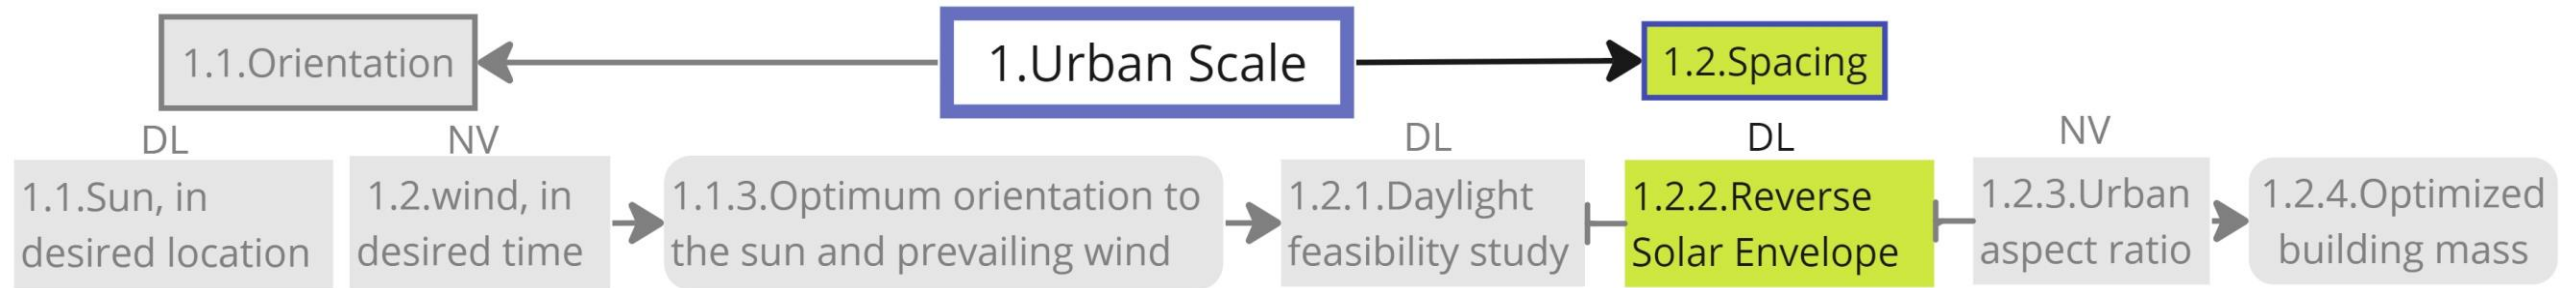 1.1.Orientation
1.Urban Scale
1.2.Spacing
DL
NV
DL
DL
NV
1.1.Sun, in
desired location
1.2.wind, in
desired time
1.1.3.Optimum orientation to
the sun and prevailing wind
1.2.1.Daylight
feasibility study
1.2.2.Reverse
Solar Envelope
1.2.3.Urban
aspect ratio
1.2.4.Optimized
building mass